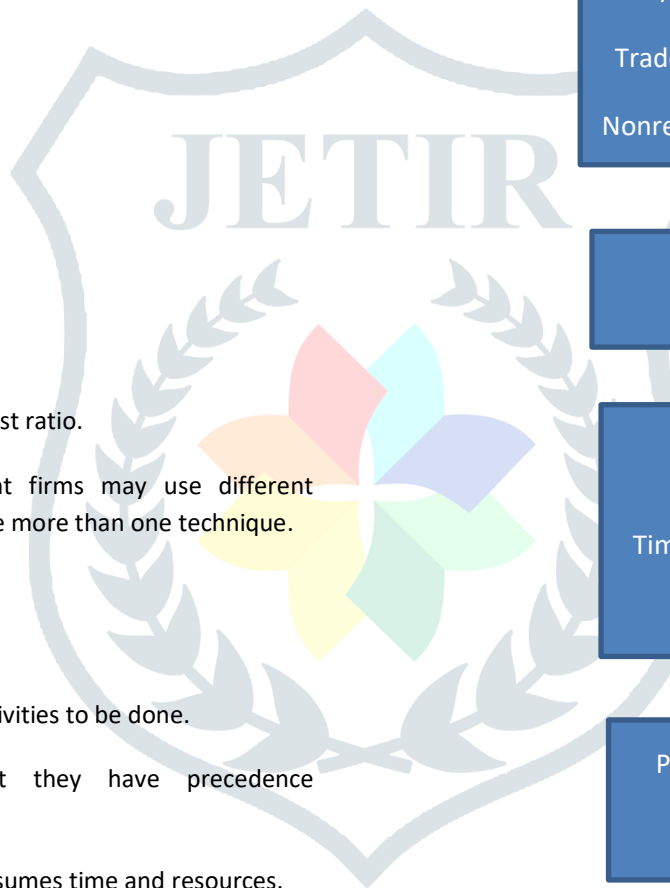 Trad
Nonre
JETIR
st ratio.
t firms may use different
e more than one technique.
Tim
ivities to be done.
t they have precedence
P
sumes time and resources.